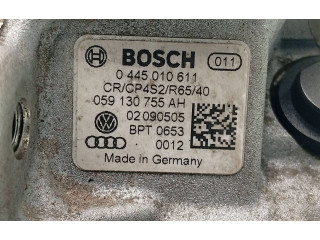 BOSCH 011
0 445 010 611
CR/CP4S2/R65/40
059 130 755 AH
02090505
BPT 0653
0012
Made in Germany